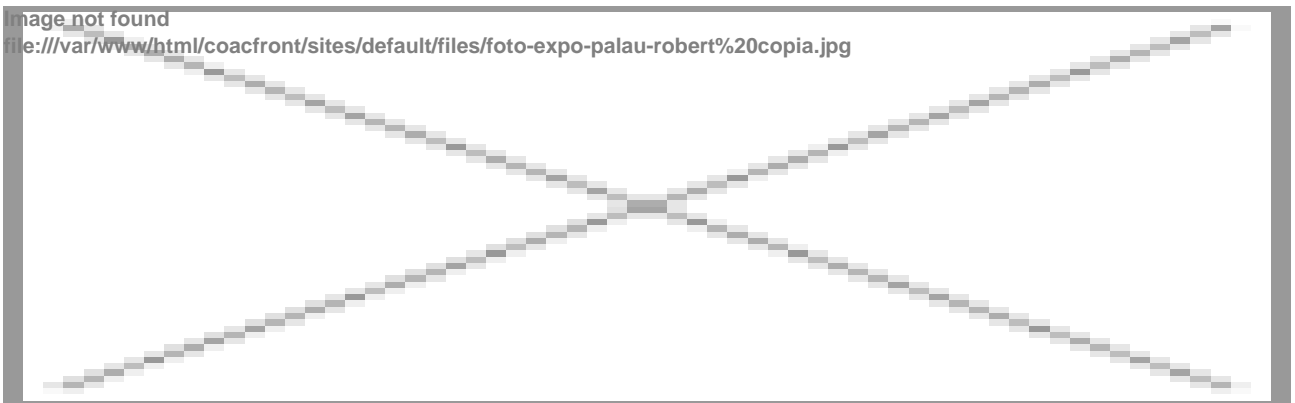 Image not found
file:///var/www/html/coacfront/sites/default/files/foto-expo-palau-robert%20copia.jpg